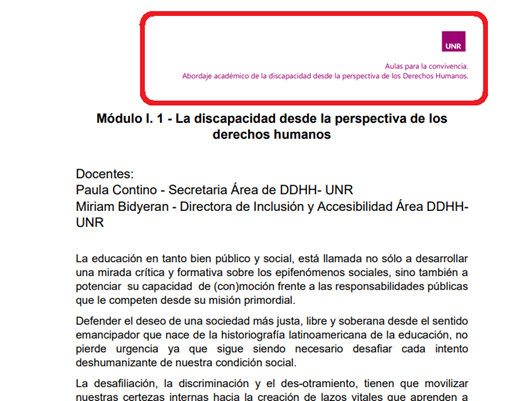 UNR
Aulas para la convivencia.
Abordaje académico de la discapacidad desde la perspectiva de los Derechos Humanos.
Módulo I. 1 - La discapacidad desde la perspectiva de los
derechos humanos
Docentes:
Paula Contino - Secretaria Área de DDHH- UNR
Miriam Bidyeran - Directora de Inclusión y Accesibilidad Área DDHH-
UNR
La educación en tanto bien público y social, está llamada no sólo a desarrollar
una mirada crítica y formativa sobre los epifenómenos sociales, sino también a
potenciar su capacidad de (con)moción frente a las responsabilidades públicas
que le competen desde su misión primordial.
Defender el deseo de una sociedad más justa, libre y soberana desde el sentido
emancipador que nace de la historiografía latinoamericana de la educación, no
pierde urgencia ya que sigue siendo necesario desafiar cada intento
deshumanizante de nuestra condición social.
La desafiliación, la discriminación y el des-otramiento, tienen que movilizar
nuestras certezas internas hacia la creación de lazos vitales que aprenden a